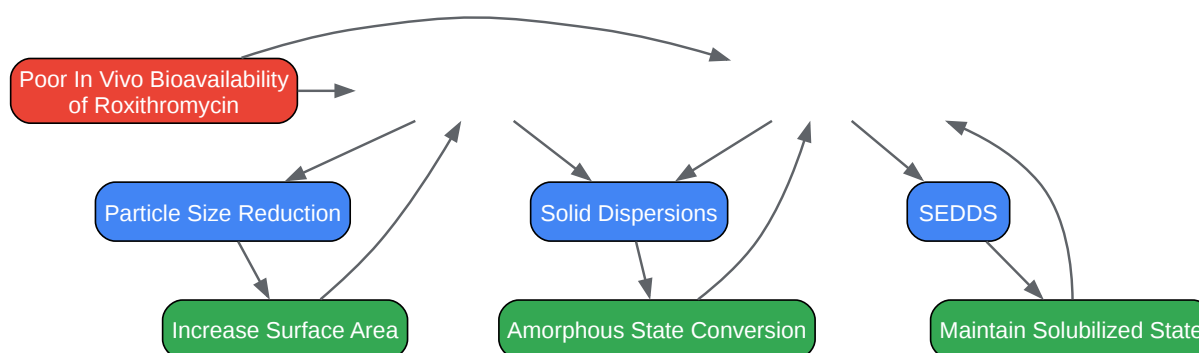 Poor In Vivo Bioavailability
of Roxithromycin
Particle Size Reduction
Solid Dispersions
SEDDS
Increase Surface Area
Amorphous State Conversion
Maintain Solubilized State